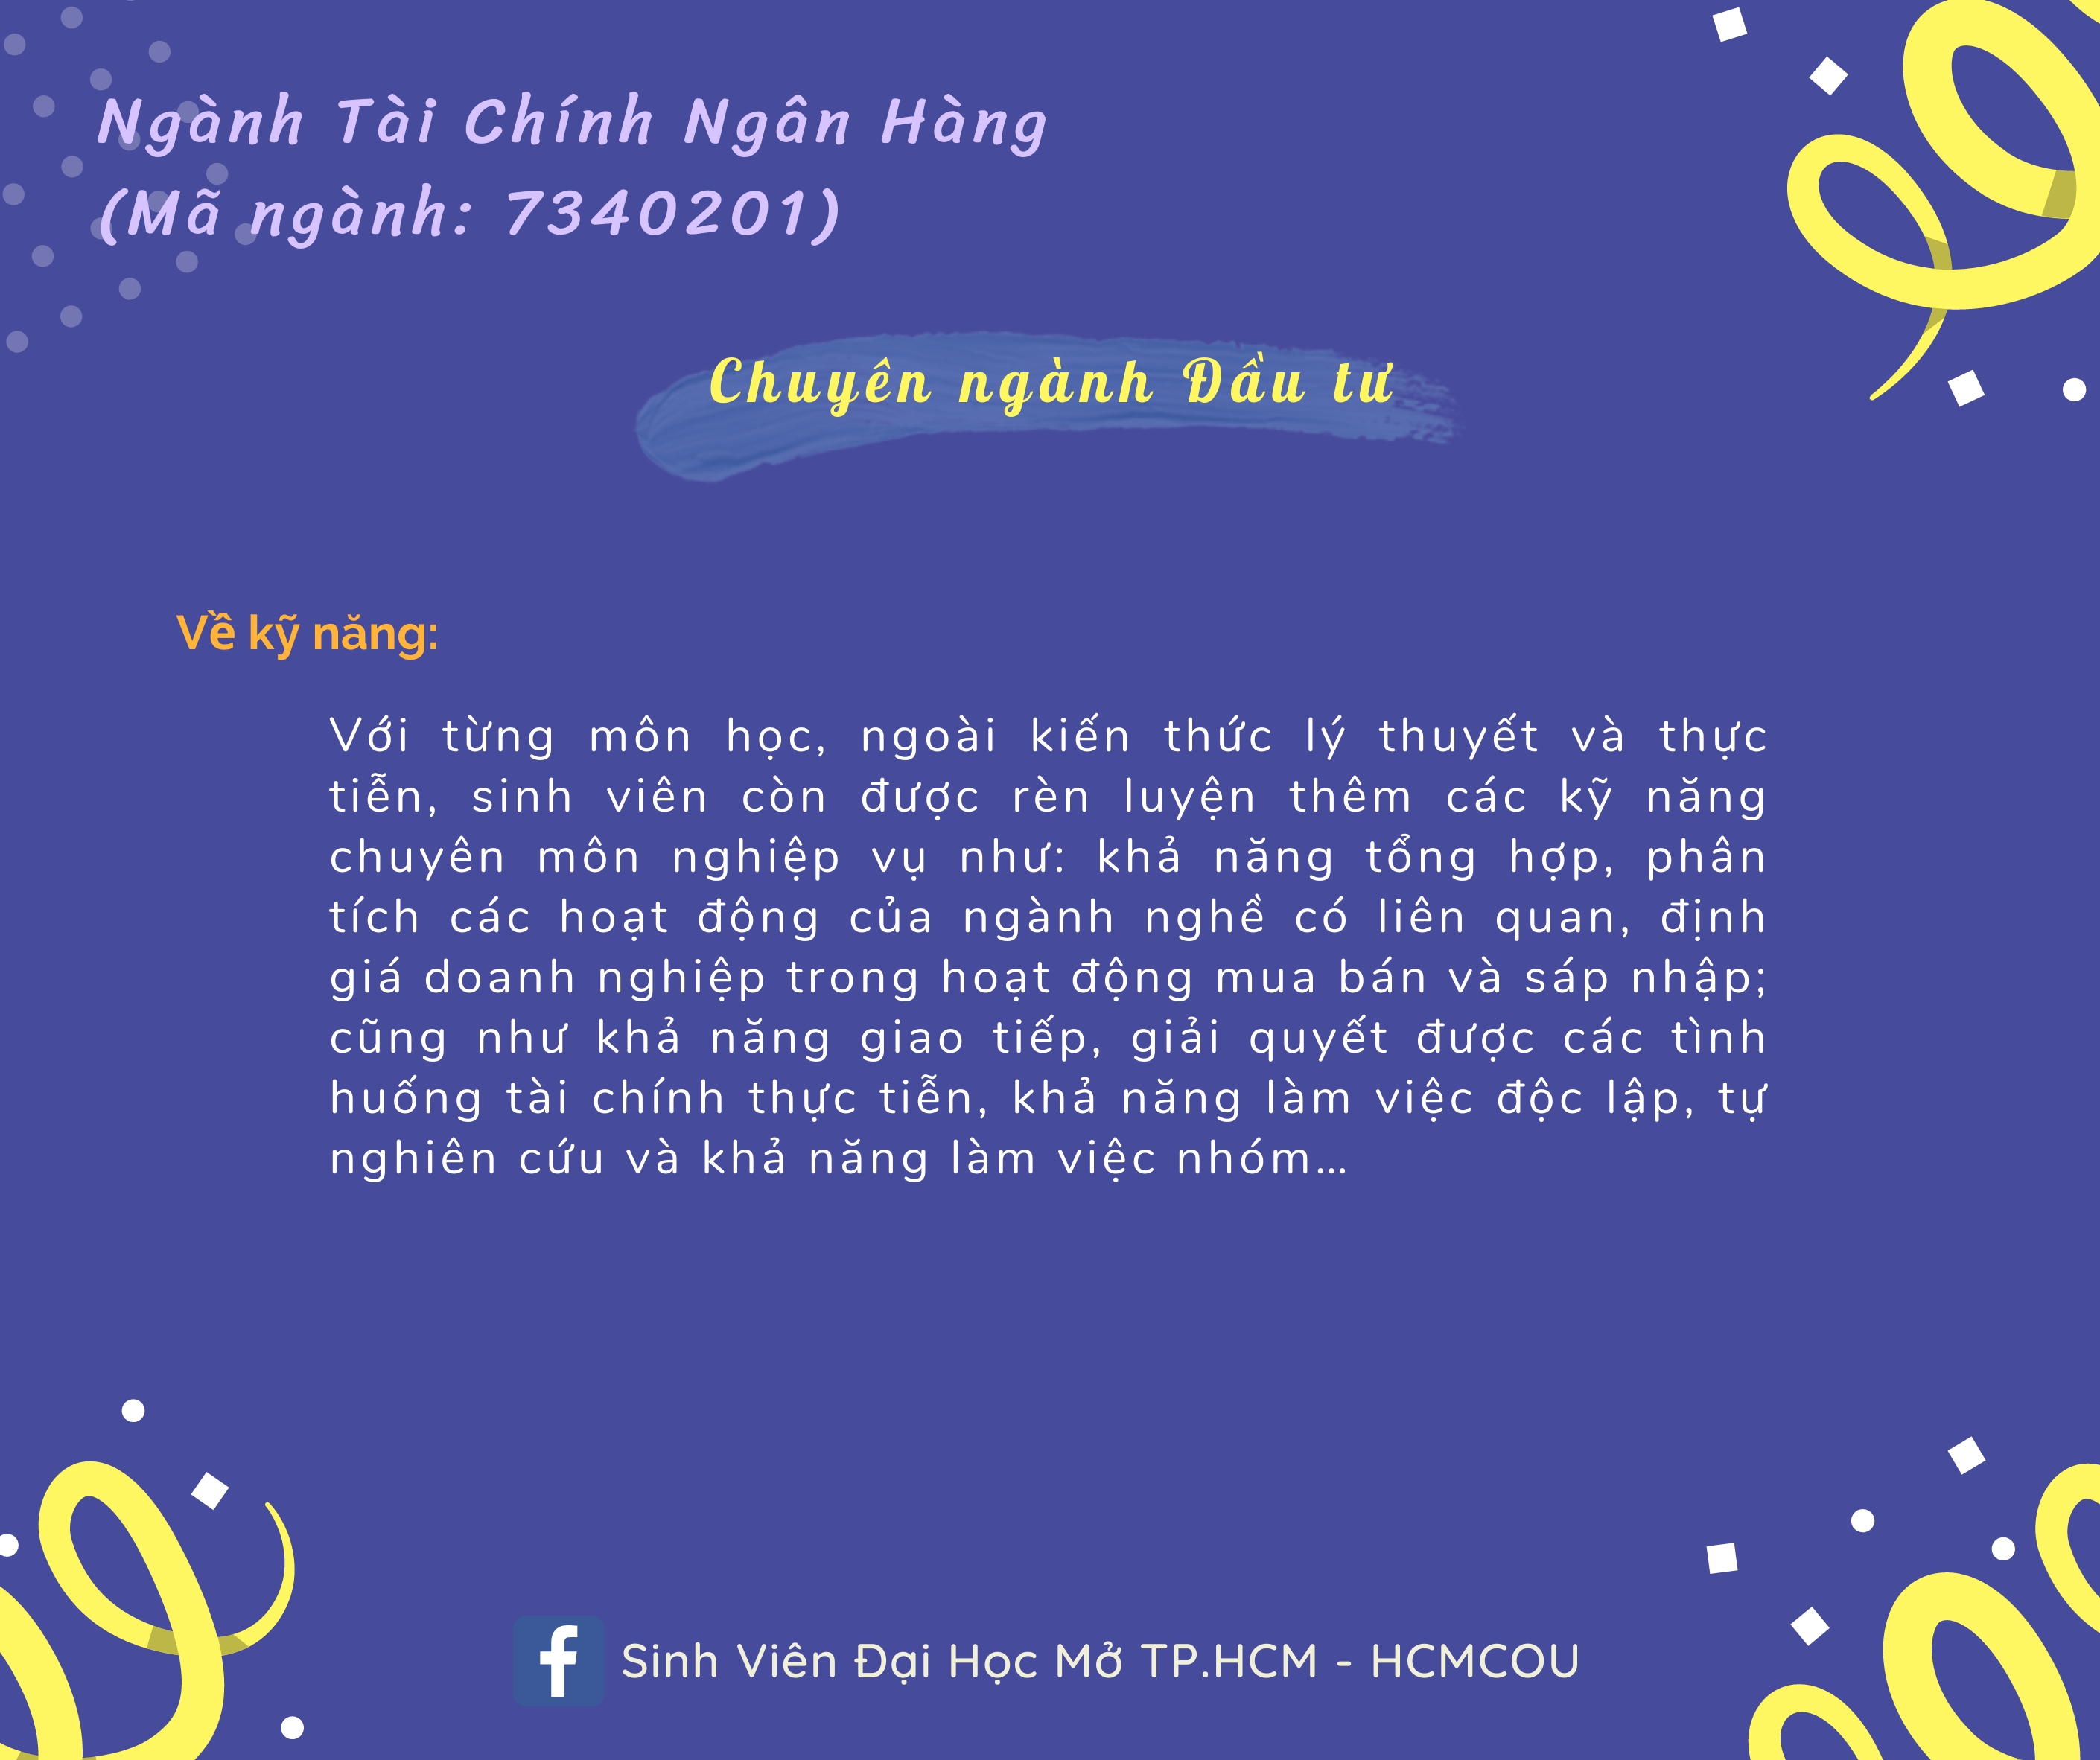 Ngành Tài Chính Ngân Hàng
(Mã ngành: 7340201)
Chuyên ngành Đầu tư
Về kỹ năng:
Với từng môn học, ngoài kiến thức lý thuyết và thực
tiễn, sinh viên còn được rèn luyện thêm các kỹ năng
chuyên môn nghiệp vụ như: khả năng tổng hợp, phân
tích các hoạt động của ngành nghề có liên quan, định
giá doanh nghiệp trong hoạt động mua bán và sáp nhập;
cũng như khả năng giao tiếp, giải quyết được các tình
huống tài chính thực tiễn, khả năng làm việc độc lập, tự
nghiên cứu và khả năng làm việc nhóm...
f Sinh Viên Đại Học Mở TP.HCM - HCMCOU